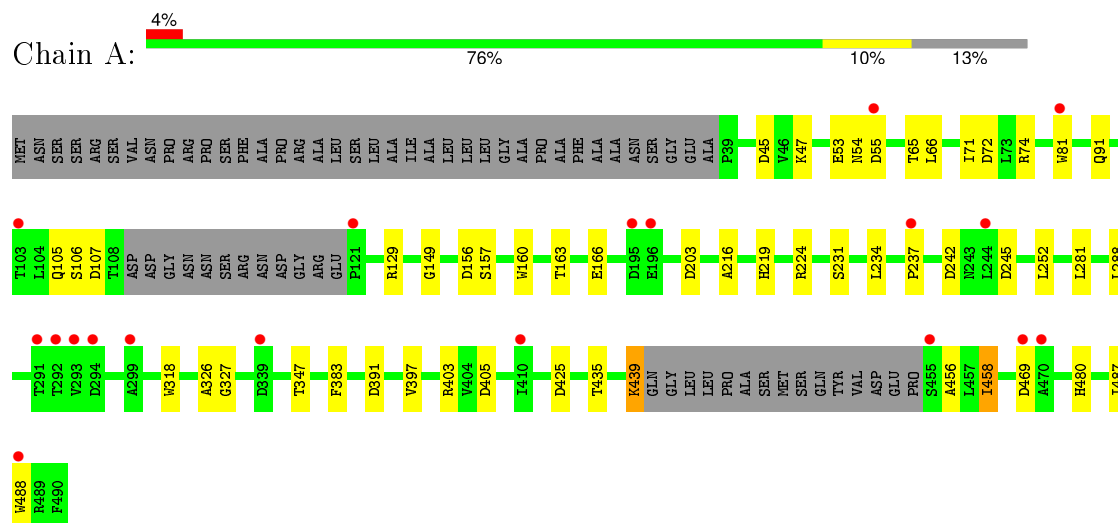 4%
Chain A:
76% 10% 13%
MET ASN SER SER ARG SER VAL ASN PRO ARG PRO SER PHE ALA PRO ARG ALA LEU SER LEU ALA ILE ALA LEU LEU LEU GLY ALA PRO ALA PHE ALA ALA ASN SER GLY GLU ALA P39 D45 V46 K47 E53 N54 D55 T65 L66 I71 D72 L73 R74 W81 Q91
T103 L104 Q105 S106 D107 T108 ASP ASP GLY ASN ASN SER ARG ASN ASP GLY ARG GLU P121 R129 G149 D156 S157 W160 T163 E166 D195 E196 D203 A216 H219 R224 S231 L234 P237 D242 N243 L244 D245 L252 L281 L288
T291 T292 V293 D294 A299 W318 A326 G327 D339 T347 F383 D391 V397 R403 V404 D405 I410 D425 T435 K439 GLN GLY LEU LEU PRO ALA SER MET SER GLN TYR VAL ASP GLU PRO S455 A456 L457 I458 D469 A470 H480
W488 R489 F490